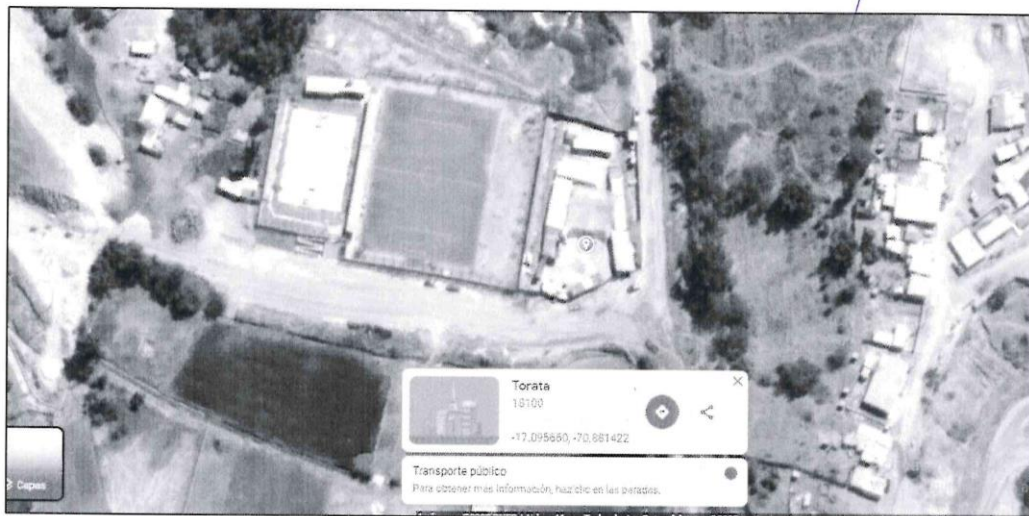 Torata
18100
-17.095660, -70.881422
Transporte público
Para obtener más información, haz clic en las paradas.
Capas